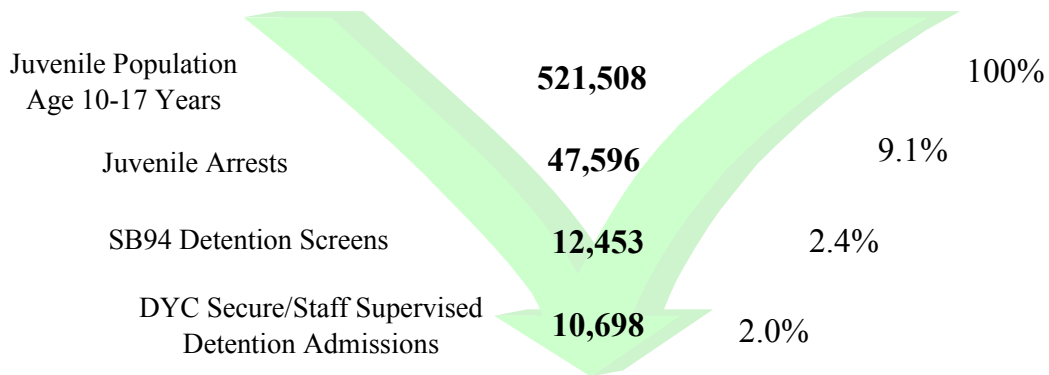 Juvenile Population
Age 10-17 Years
521,508
100%
Juvenile Arrests
47,596
9.1%
SB94 Detention Screens
12,453
2.4%
DYC Secure/Staff Supervised
Detention Admissions
10,698
2.0%